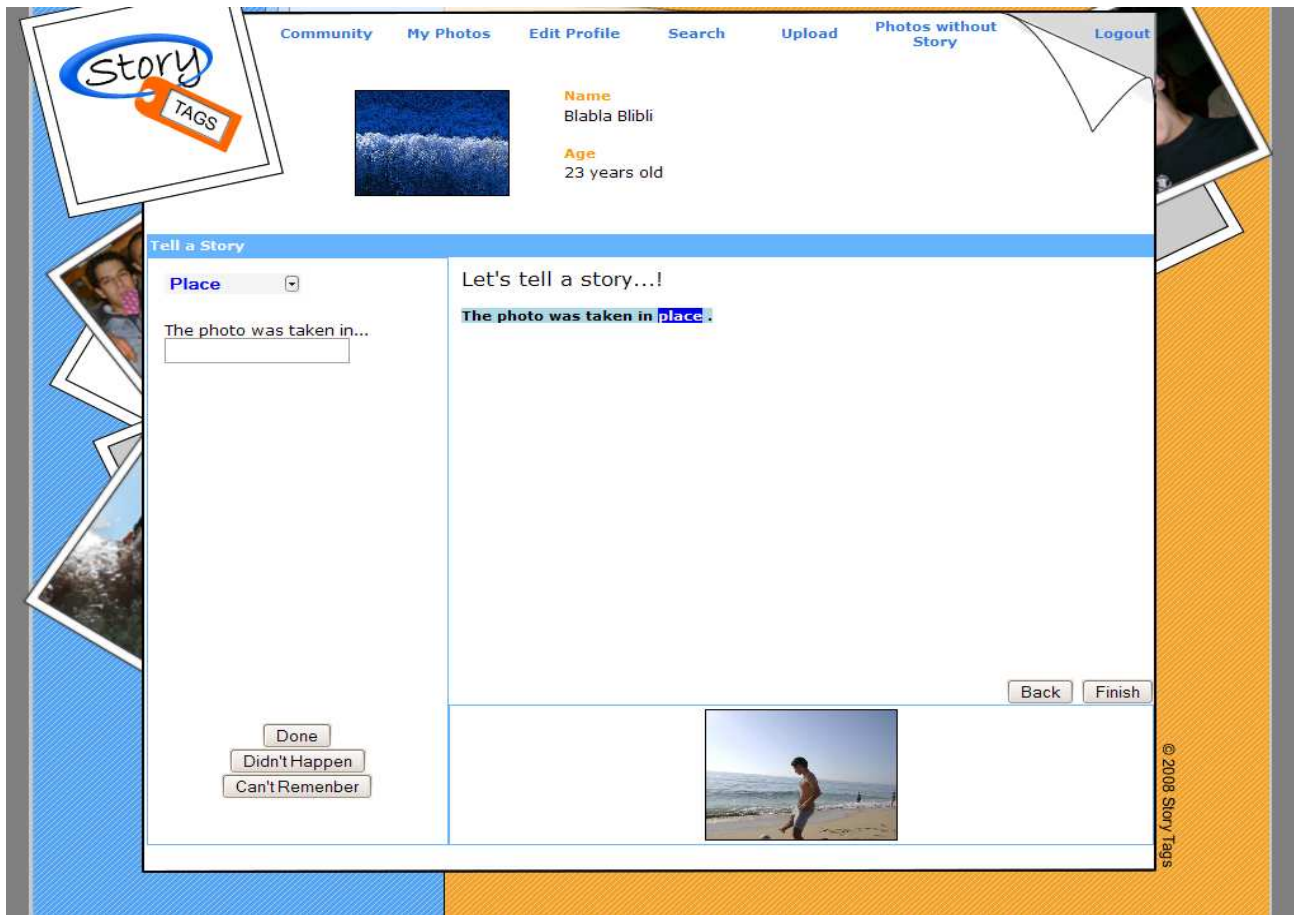 Story
TAGS
Community My Photos Edit Profile Search Upload Photos without Story Logout
Name
Blabla Blibli
Age
23 years old
Tell a Story
Place
The photo was taken in...
Let's tell a story...!
The photo was taken in place .
Back Finish
Done
Didn't Happen
Can't Remenber
© 2008 Story Tags